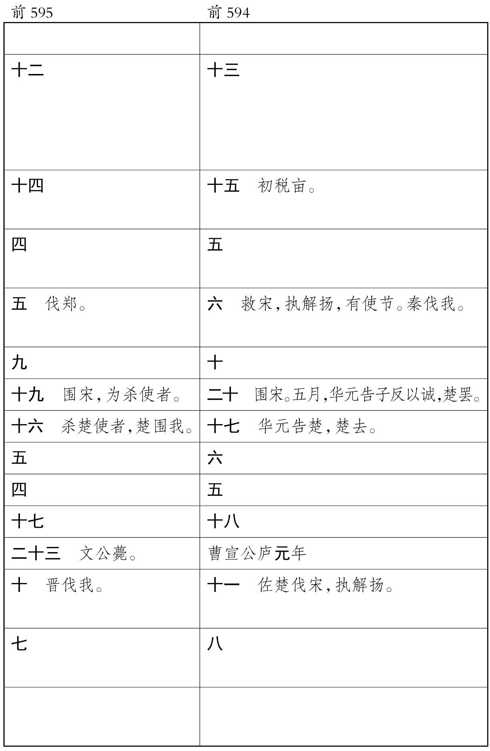 前 595 前 594
十二 十三
十四 十五 初税亩。
四 五
五 伐郑。 六 救宋，执解扬，有使节。秦伐我。
九 十
十九 围宋，为杀使者。 二十 围宋。五月，华元告子反以诚，楚罢。
十六 杀楚使者，楚围我。 十七 华元告楚，楚去。
五 六
四 五
十七 十八
二十三 文公薨。 曹宣公庐元年
十 晋伐我。 十一 佐楚伐宋，执解扬。
七 八